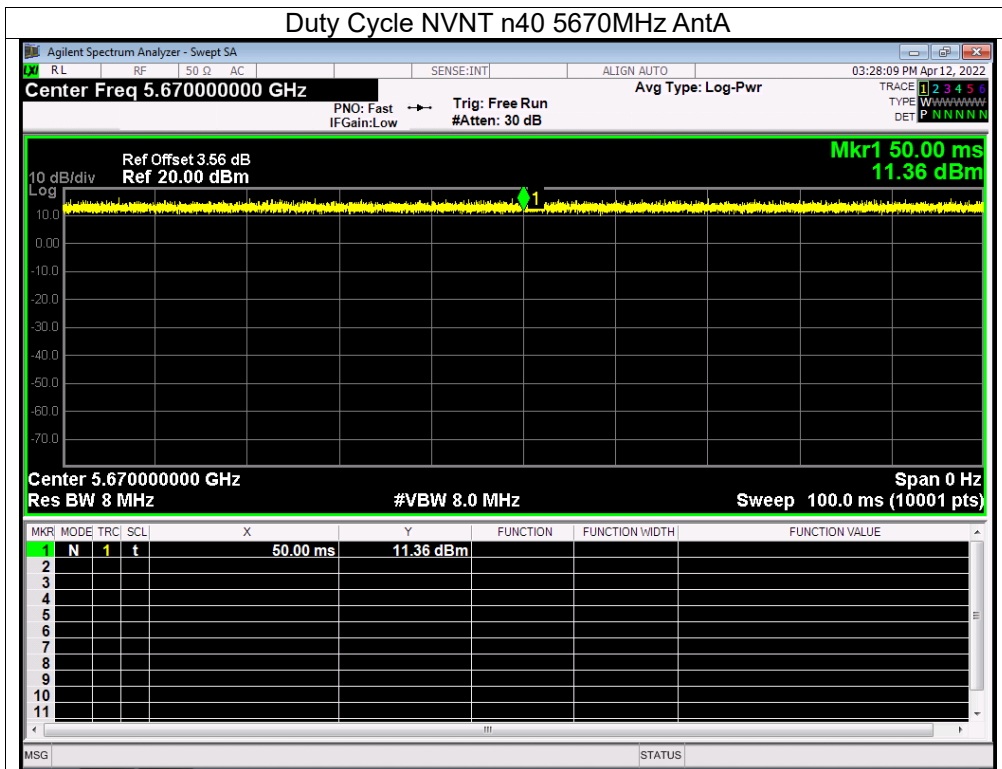 Duty Cycle NVNT n40 5670MHz AntA
Agilent Spectrum Analyzer - Swept SA
LXI RL RF 50 Ω AC SENSE:INT ALIGN AUTO 03:28:09 PM Apr 12, 2022
Center Freq 5.670000000 GHz Avg Type: Log-Pwr TRACE 1 2 3 4 5 6
TYPE WWWWWWW
PNO: Fast Trig: Free Run
IFGain:Low #Atten: 30 dB DET P N N N N N
Mkr1 50.00 ms
Ref Offset 3.56 dB
10 dB/div Ref 20.00 dBm 11.36 dBm
Log
1
10.0
0.00
-10.0
-20.0
-30.0
-40.0
-50.0
-60.0
-70.0
Center 5.670000000 GHz Span 0 Hz
Res BW 8 MHz #VBW 8.0 MHz Sweep 100.0 ms (10001 pts)
MKR MODE TRC SCL X Y FUNCTION FUNCTION WIDTH FUNCTION VALUE
1 N 1 t 50.00 ms 11.36 dBm
2
3
4
5
6
7
8
9
10
11
MSG STATUS